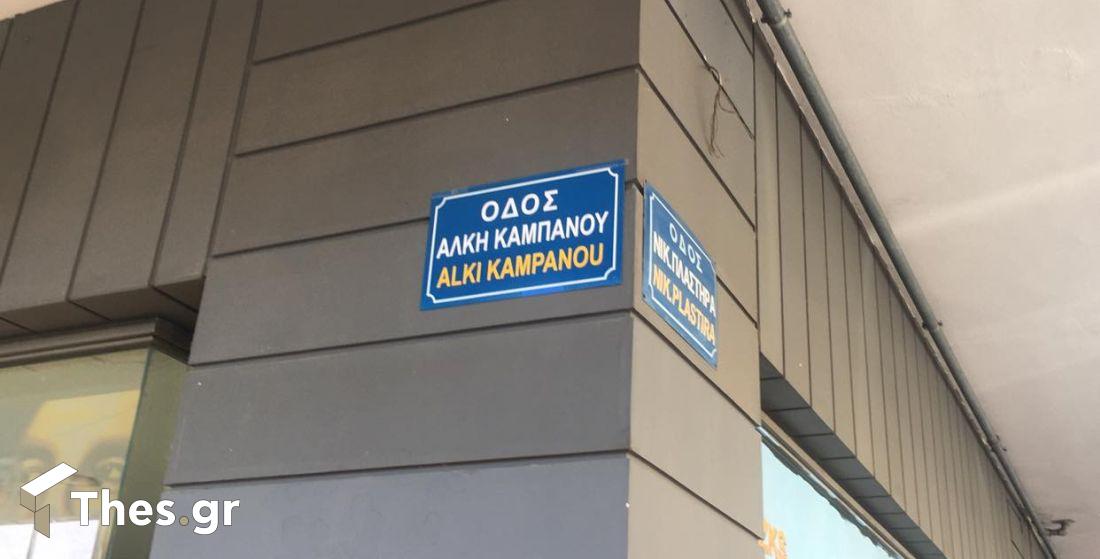 ΟΔΟΣ
ΑΛΚΗ ΚΑΜΠΑΝΟΥ
ALKI KAMPANOU
ΟΔΟΣ
ΝΙΚ.ΠΛΑΣΤΗΡΑ
NIK.PLASTIRA
Thes.gr